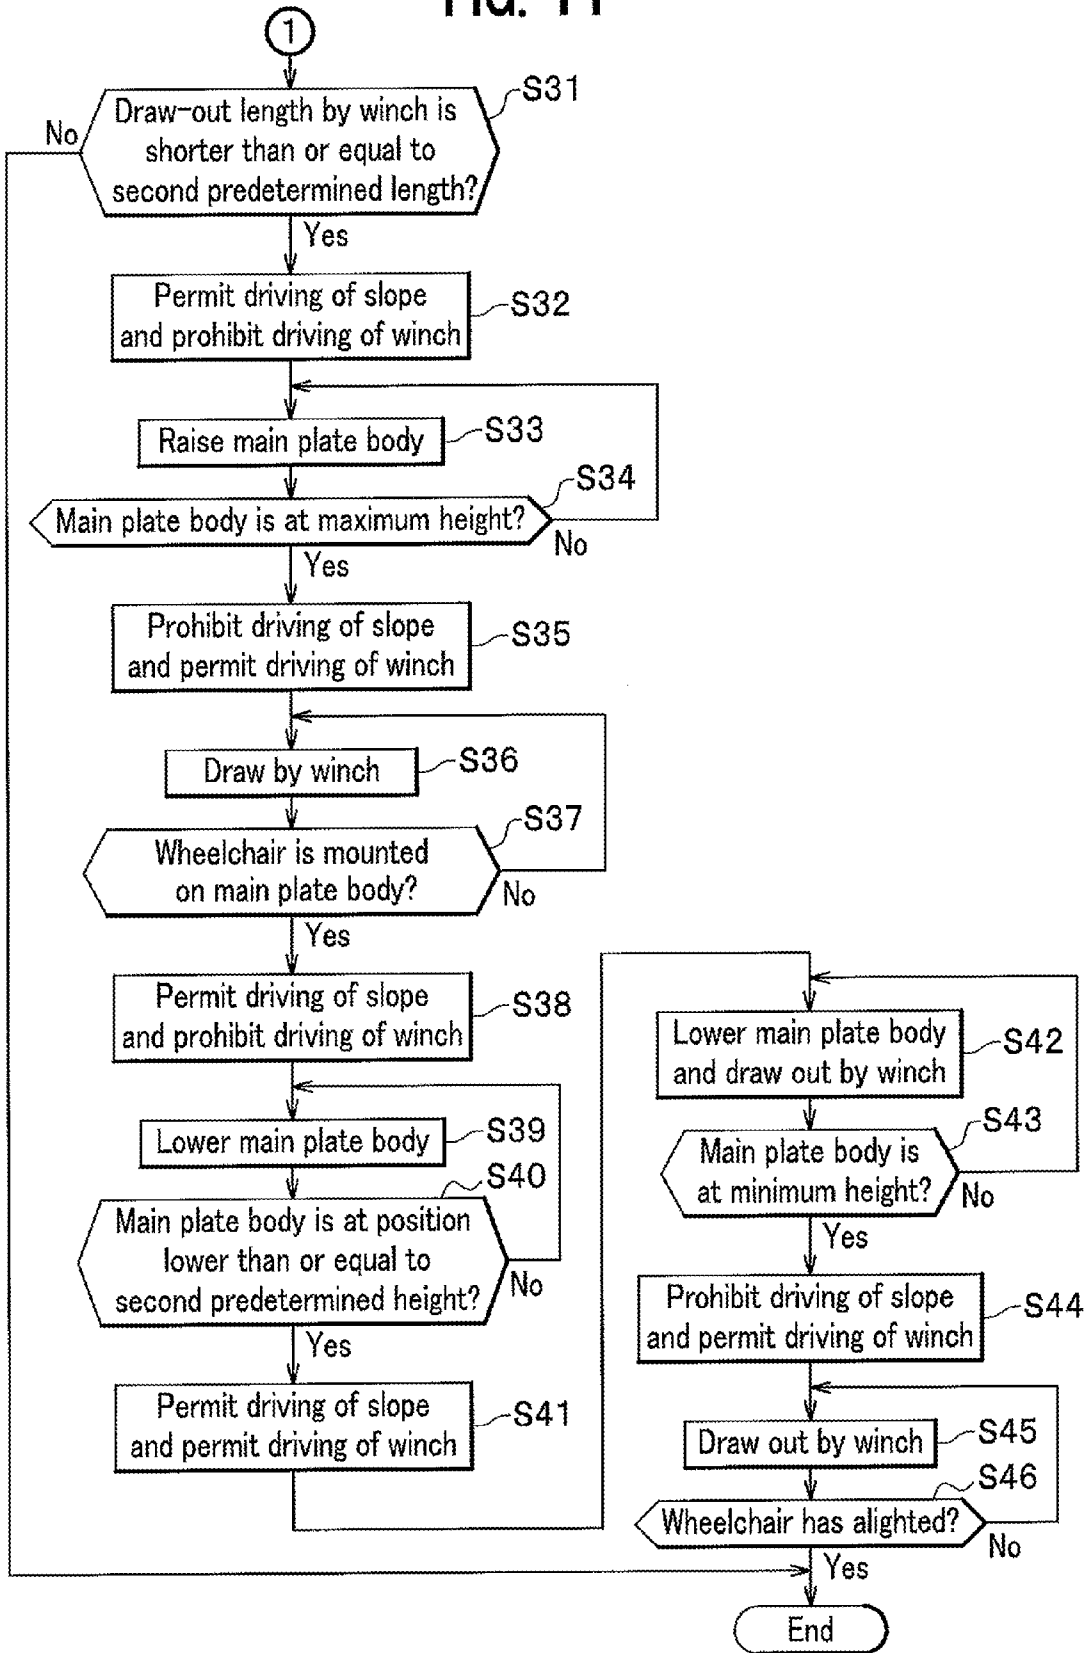 FIG. 11
1
S31
Draw-out length by winch is
shorter than or equal to
second predetermined length?
No
Yes
Permit driving of slope
and prohibit driving of winch
S32
Raise main plate body
S33
S34
Main plate body is at maximum height?
No
Yes
Prohibit driving of slope
and permit driving of winch
S35
Draw by winch
S36
S37
Wheelchair is mounted
on main plate body?
No
Yes
Permit driving of slope
and prohibit driving of winch
S38
Lower main plate body
S39
S40
Main plate body is at position
lower than or equal to
second predetermined height?
No
Yes
Permit driving of slope
and permit driving of winch
S41
Lower main plate body
and draw out by winch
S42
S43
Main plate body is
at minimum height?
No
Yes
Prohibit driving of slope
and permit driving of winch
S44
Draw out by winch
S45
S46
Wheelchair has alighted?
No
Yes
End